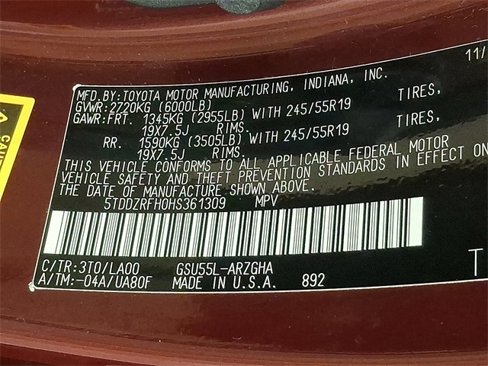 11/
MFD.BY:TOYOTA MOTOR MANUFACTURING, INDIANA, INC.
GVWR:2720KG (6000LB)
GAWR:FRT. 1345KG (2955LB) WITH 245/55R19 TIRES,
19X7.5J RIMS.
RR. 1590KG (3505LB) WITH 245/55R19 TIRES,
19X7.5J RIMS.
THIS VEHICLE CONFORMS TO ALL APPLICABLE FEDERAL MOTOR
VEHICLE SAFETY AND THEFT PREVENTION STANDARDS IN EFFECT ON
THE DATE OF MANUFACTURE SHOWN ABOVE.
5TDDZRFH0HS361309 MPV
C/TR:3T0/LA00 GSU55L-ARZGHA
A/TM:-04A/UA80F MADE IN U.S.A. 892